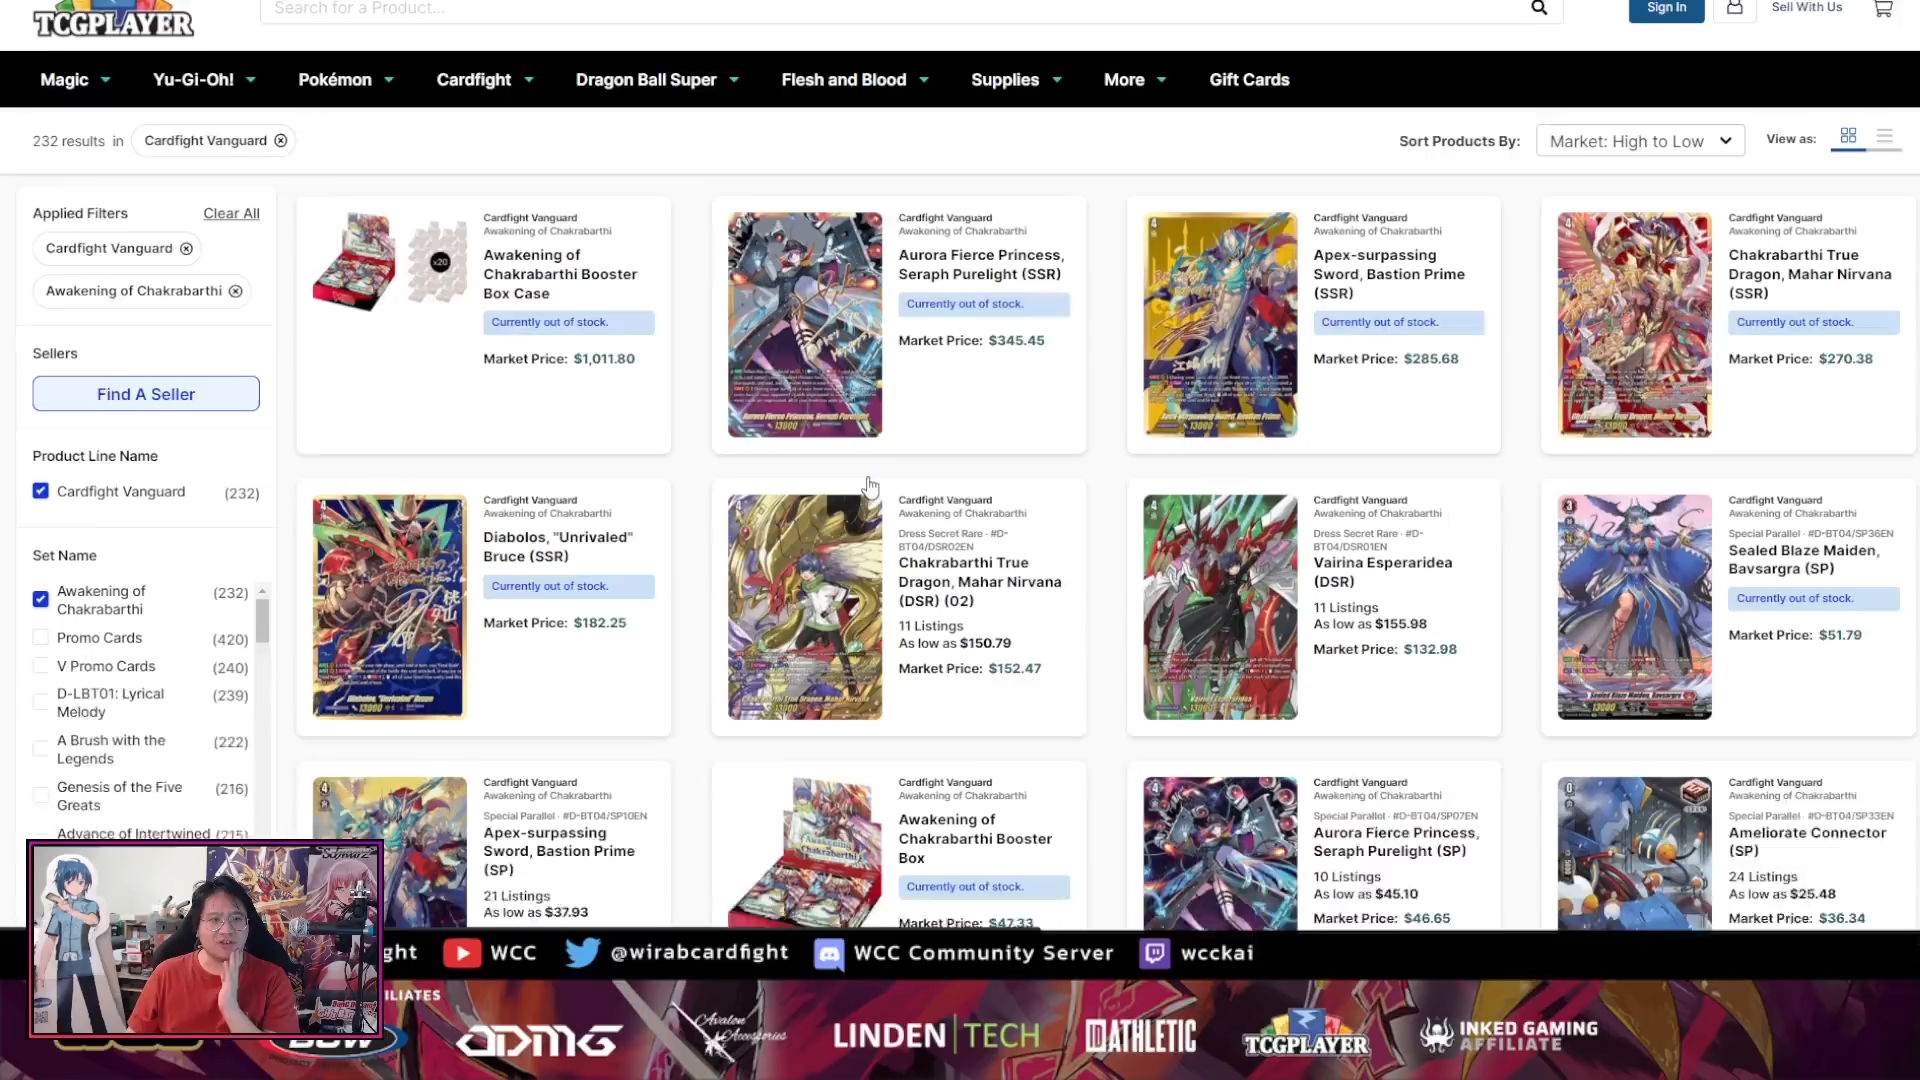 TCGPLAYER
Search for a Product...
Sign In
Sell With Us
Magic
Yu-Gi-Oh!
Pokémon
Cardfight
Dragon Ball Super
Flesh and Blood
Supplies
More
Gift Cards
232 results in
Cardfight Vanguard
Sort Products By:
Market: High to Low
View as:
Applied Filters
Clear All
Cardfight Vanguard
Awakening of Chakrabarthi
Sellers
Find A Seller
Product Line Name
Cardfight Vanguard (232)
Set Name
Awakening of (232)
Chakrabarthi
Promo Cards (420)
V Promo Cards (240)
D-LBT01: Lyrical (239)
Melody
A Brush with the (222)
Legends
Genesis of the Five (216)
Greats
Advance of Intertwined (215)
x20
Cardfight Vanguard
Awakening of Chakrabarthi
Awakening of
Chakrabarthi Booster
Box Case
Currently out of stock.
Market Price: $1,011.80
Cardfight Vanguard
Awakening of Chakrabarthi
Aurora Fierce Princess,
Seraph Purelight (SSR)
Currently out of stock.
Market Price: $345.45
Cardfight Vanguard
Awakening of Chakrabarthi
Apex-surpassing
Sword, Bastion Prime
(SSR)
Currently out of stock.
Market Price: $285.68
Cardfight Vanguard
Awakening of Chakrabarthi
Chakrabarthi True
Dragon, Mahar Nirvana
(SSR)
Currently out of stock.
Market Price: $270.38
Cardfight Vanguard
Awakening of Chakrabarthi
Diabolos, "Unrivaled"
Bruce (SSR)
Currently out of stock.
Market Price: $182.25
Cardfight Vanguard
Awakening of Chakrabarthi
Dress Secret Rare · #D-
BT04/DSR02EN
Chakrabarthi True
Dragon, Mahar Nirvana
(DSR) (02)
11 Listings
As low as $150.79
Market Price: $152.47
Cardfight Vanguard
Awakening of Chakrabarthi
Dress Secret Rare · #D-
BT04/DSR01EN
Vairina Esperaridea
(DSR)
11 Listings
As low as $155.98
Market Price: $132.98
Cardfight Vanguard
Awakening of Chakrabarthi
Special Parallel · #D-BT04/SP36EN
Sealed Blaze Maiden,
Bavsargra (SP)
Currently out of stock.
Market Price: $51.79
Cardfight Vanguard
Awakening of Chakrabarthi
Special Parallel · #D-BT04/SP10EN
Apex-surpassing
Sword, Bastion Prime
(SP)
21 Listings
As low as $37.93
Cardfight Vanguard
Awakening of Chakrabarthi
Awakening of
Chakrabarthi Booster
Box
Currently out of stock.
Market Price: $47.33
Cardfight Vanguard
Awakening of Chakrabarthi
Special Parallel · #D-BT04/SP07EN
Aurora Fierce Princess,
Seraph Purelight (SP)
10 Listings
As low as $45.10
Market Price: $46.65
Cardfight Vanguard
Awakening of Chakrabarthi
Special Parallel · #D-BT04/SP33EN
Ameliorate Connector
(SP)
24 Listings
As low as $25.48
Market Price: $36.34
ght
WCC
@wirabcardfight
WCC Community Server
wcckai
ILIATES
ADMG
Avalon
Accessories
LINDEN | TECH
IDATHLETIC
TCGPLAYER
INKED GAMING
AFFILIATE